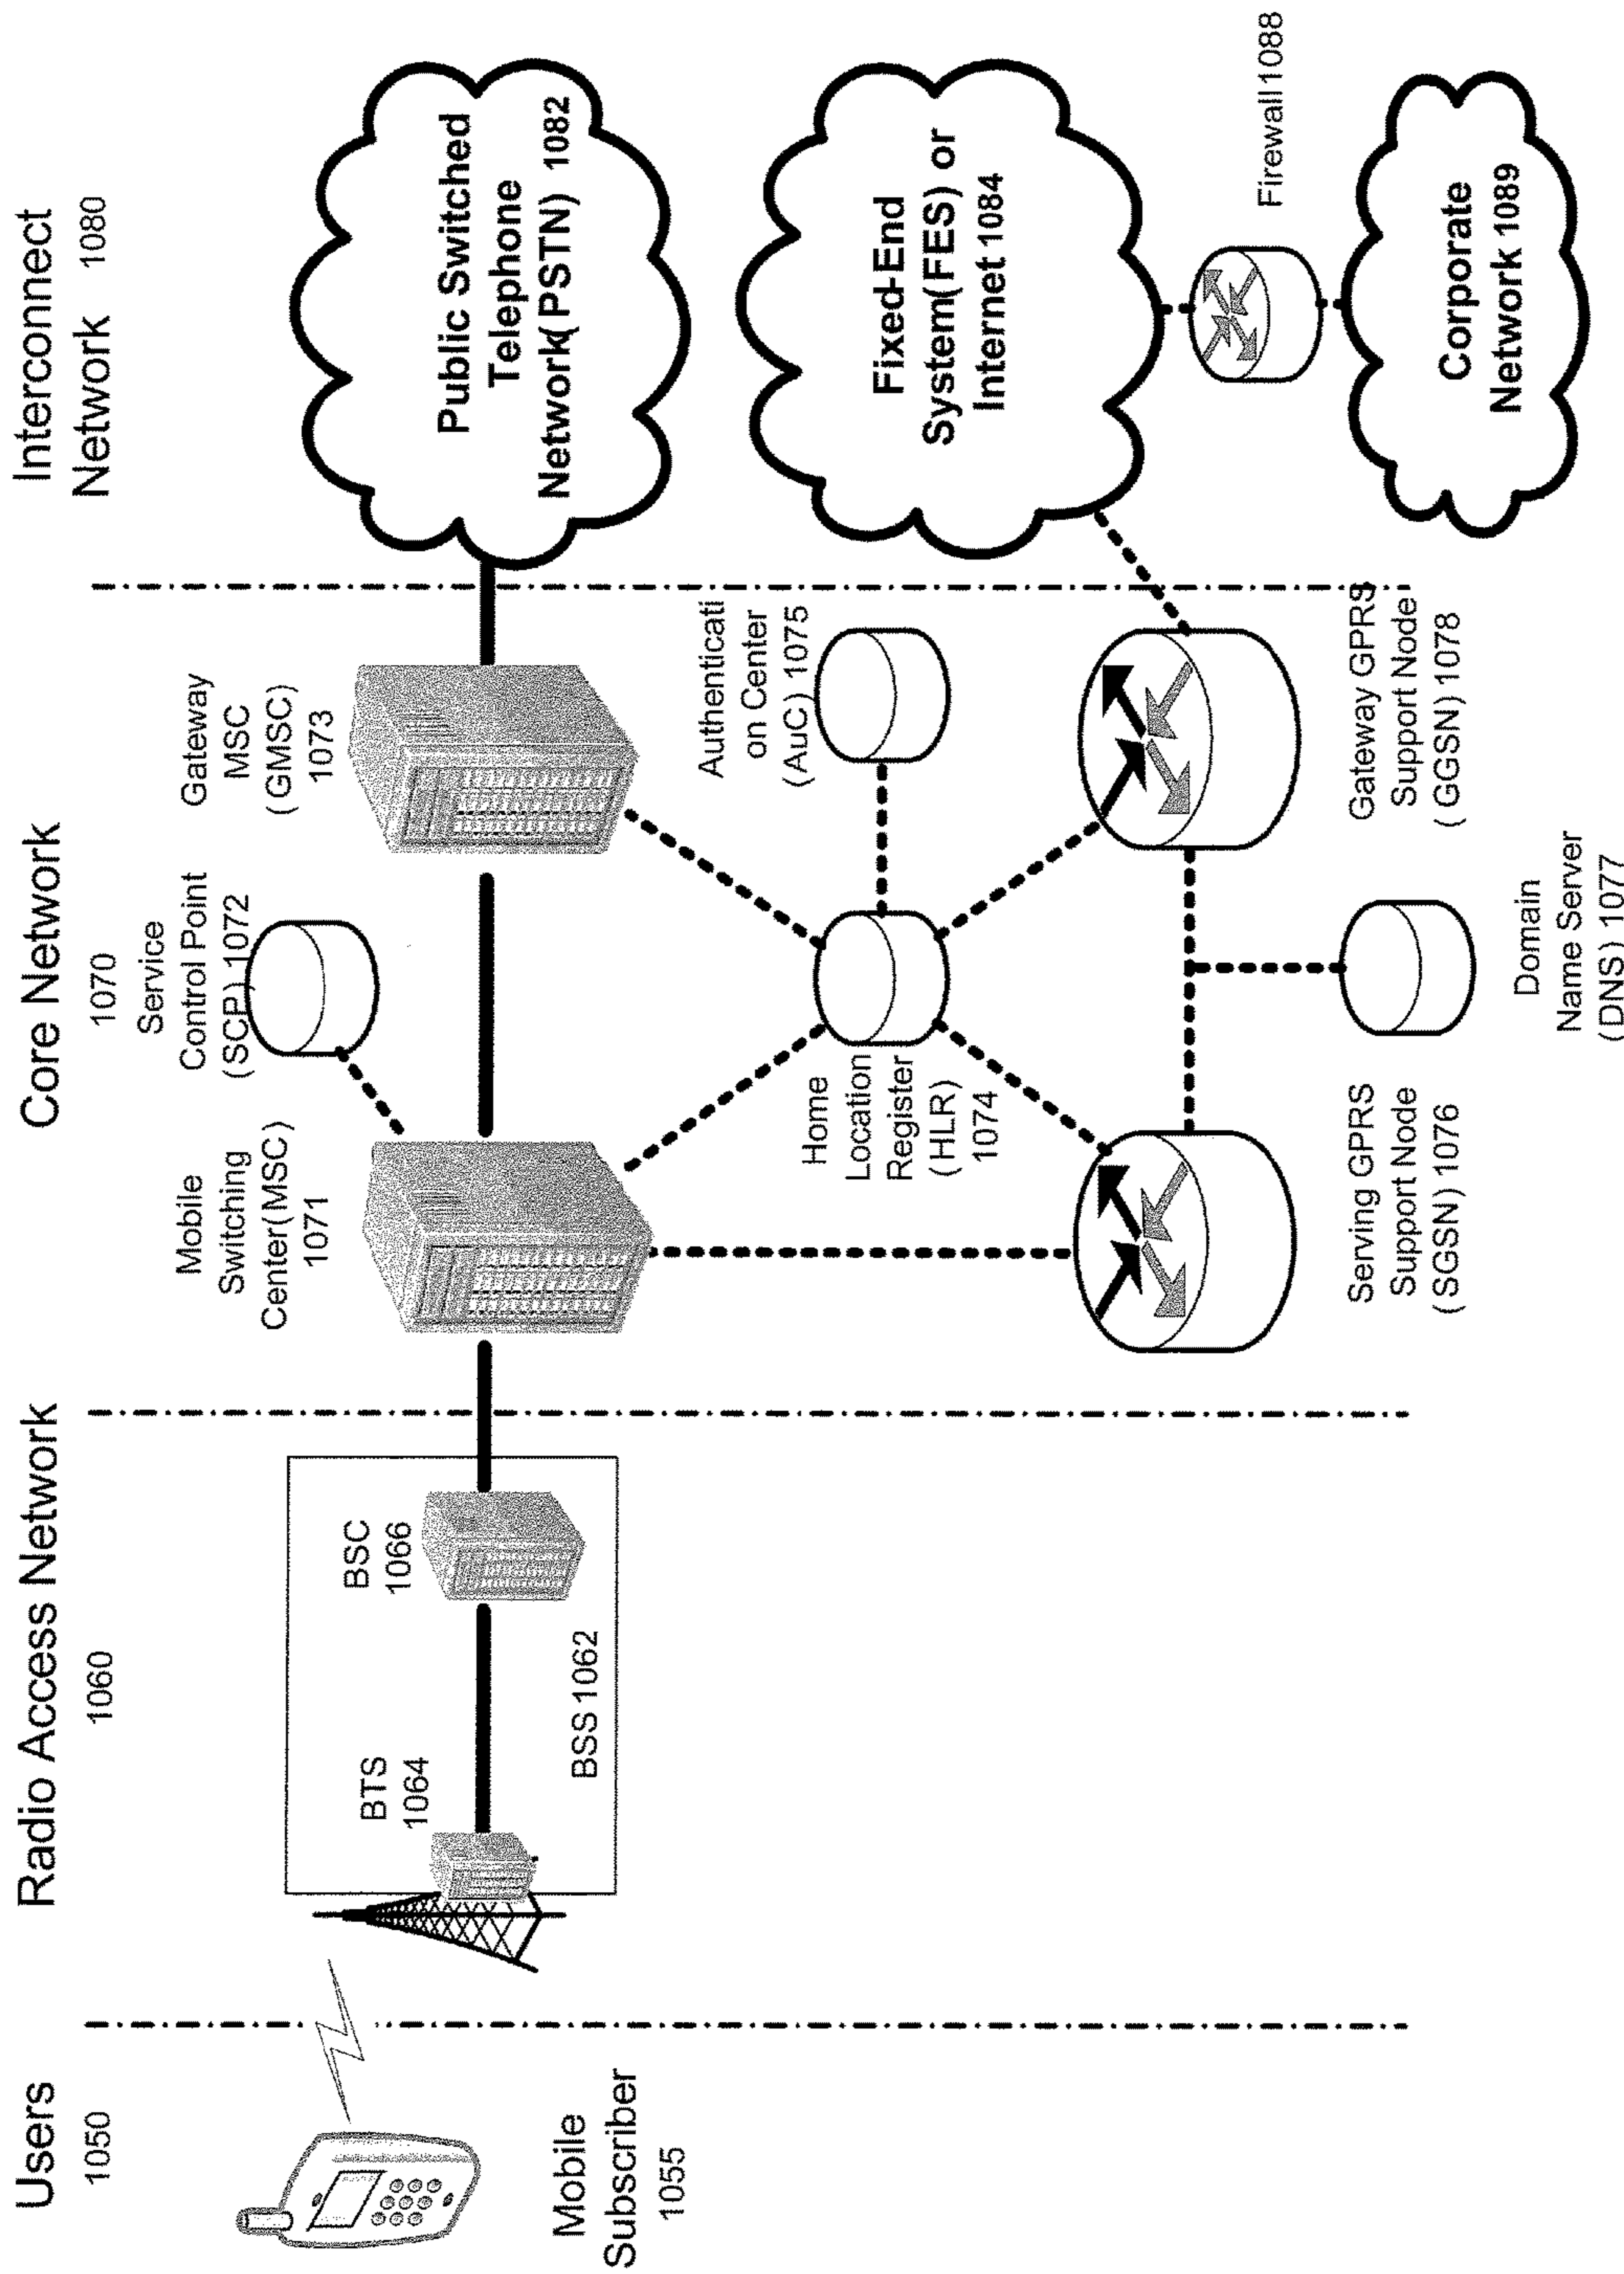 Users
1050
Radio Access Network
1060
Core Network
1070
Interconnect
Network 1080
Mobile
Subscriber
1055
BTS
1064
BSC
1066
BSS 1062
Mobile
Switching
Center(MSC)
1071
Service
Control Point
(SCP) 1072
Gateway
MSC
(GMSC)
1073
Home
Location
Register
(HLR)
1074
Authenticati
on Center
(AuC) 1075
Serving GPRS
Support Node
(SGSN) 1076
Domain
Name Server
(DNS) 1077
Gateway GPRS
Support Node
(GGSN) 1078
Public Switched
Telephone
Network(PSTN) 1082
Fixed-End
System(FES) or
Internet 1084
Firewall 1088
Corporate
Network 1089